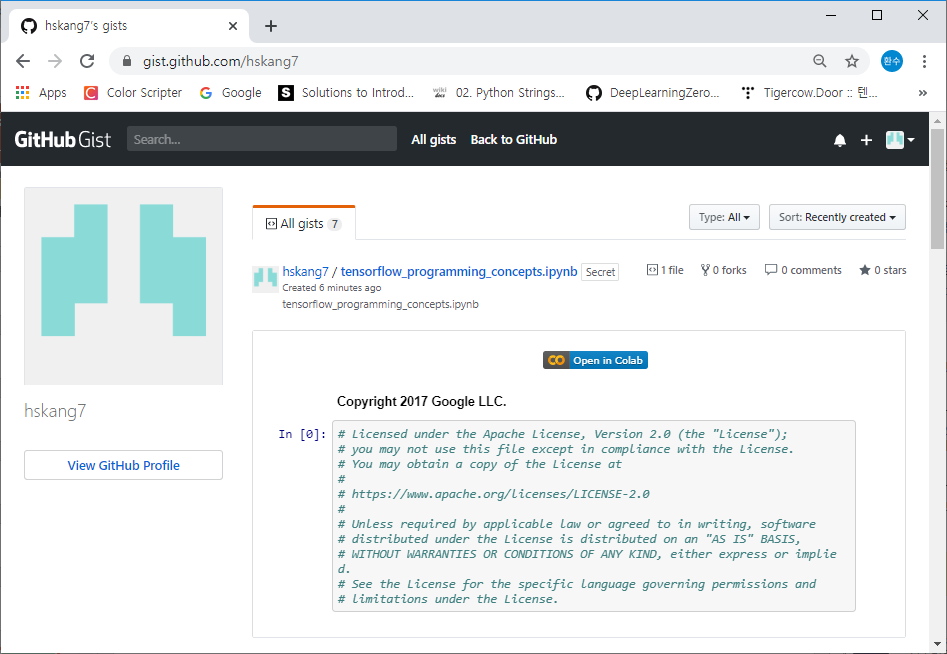 hskang7's gists
gist.github.com/hskang7
환수
Apps
Color Scripter
Google
Solutions to Introd...
02. Python Strings...
DeepLearningZero...
Tigercow.Door :: 텐...
»
GitHub Gist
Search...
All gists
Back to GitHub
All gists 7
Type: All
Sort: Recently created
hskang7 / tensorflow_programming_concepts.ipynb Secret
1 file
0 forks
0 comments
0 stars
Created 6 minutes ago
tensorflow_programming_concepts.ipynb
hskang7
View GitHub Profile
Open in Colab
Copyright 2017 Google LLC.
In [0]: # Licensed under the Apache License, Version 2.0 (the "License");
# you may not use this file except in compliance with the License.
# You may obtain a copy of the License at
#
# https://www.apache.org/licenses/LICENSE-2.0
#
# Unless required by applicable law or agreed to in writing, software
# distributed under the License is distributed on an "AS IS" BASIS,
# WITHOUT WARRANTIES OR CONDITIONS OF ANY KIND, either express or implie
d.
# See the License for the specific language governing permissions and
# limitations under the License.